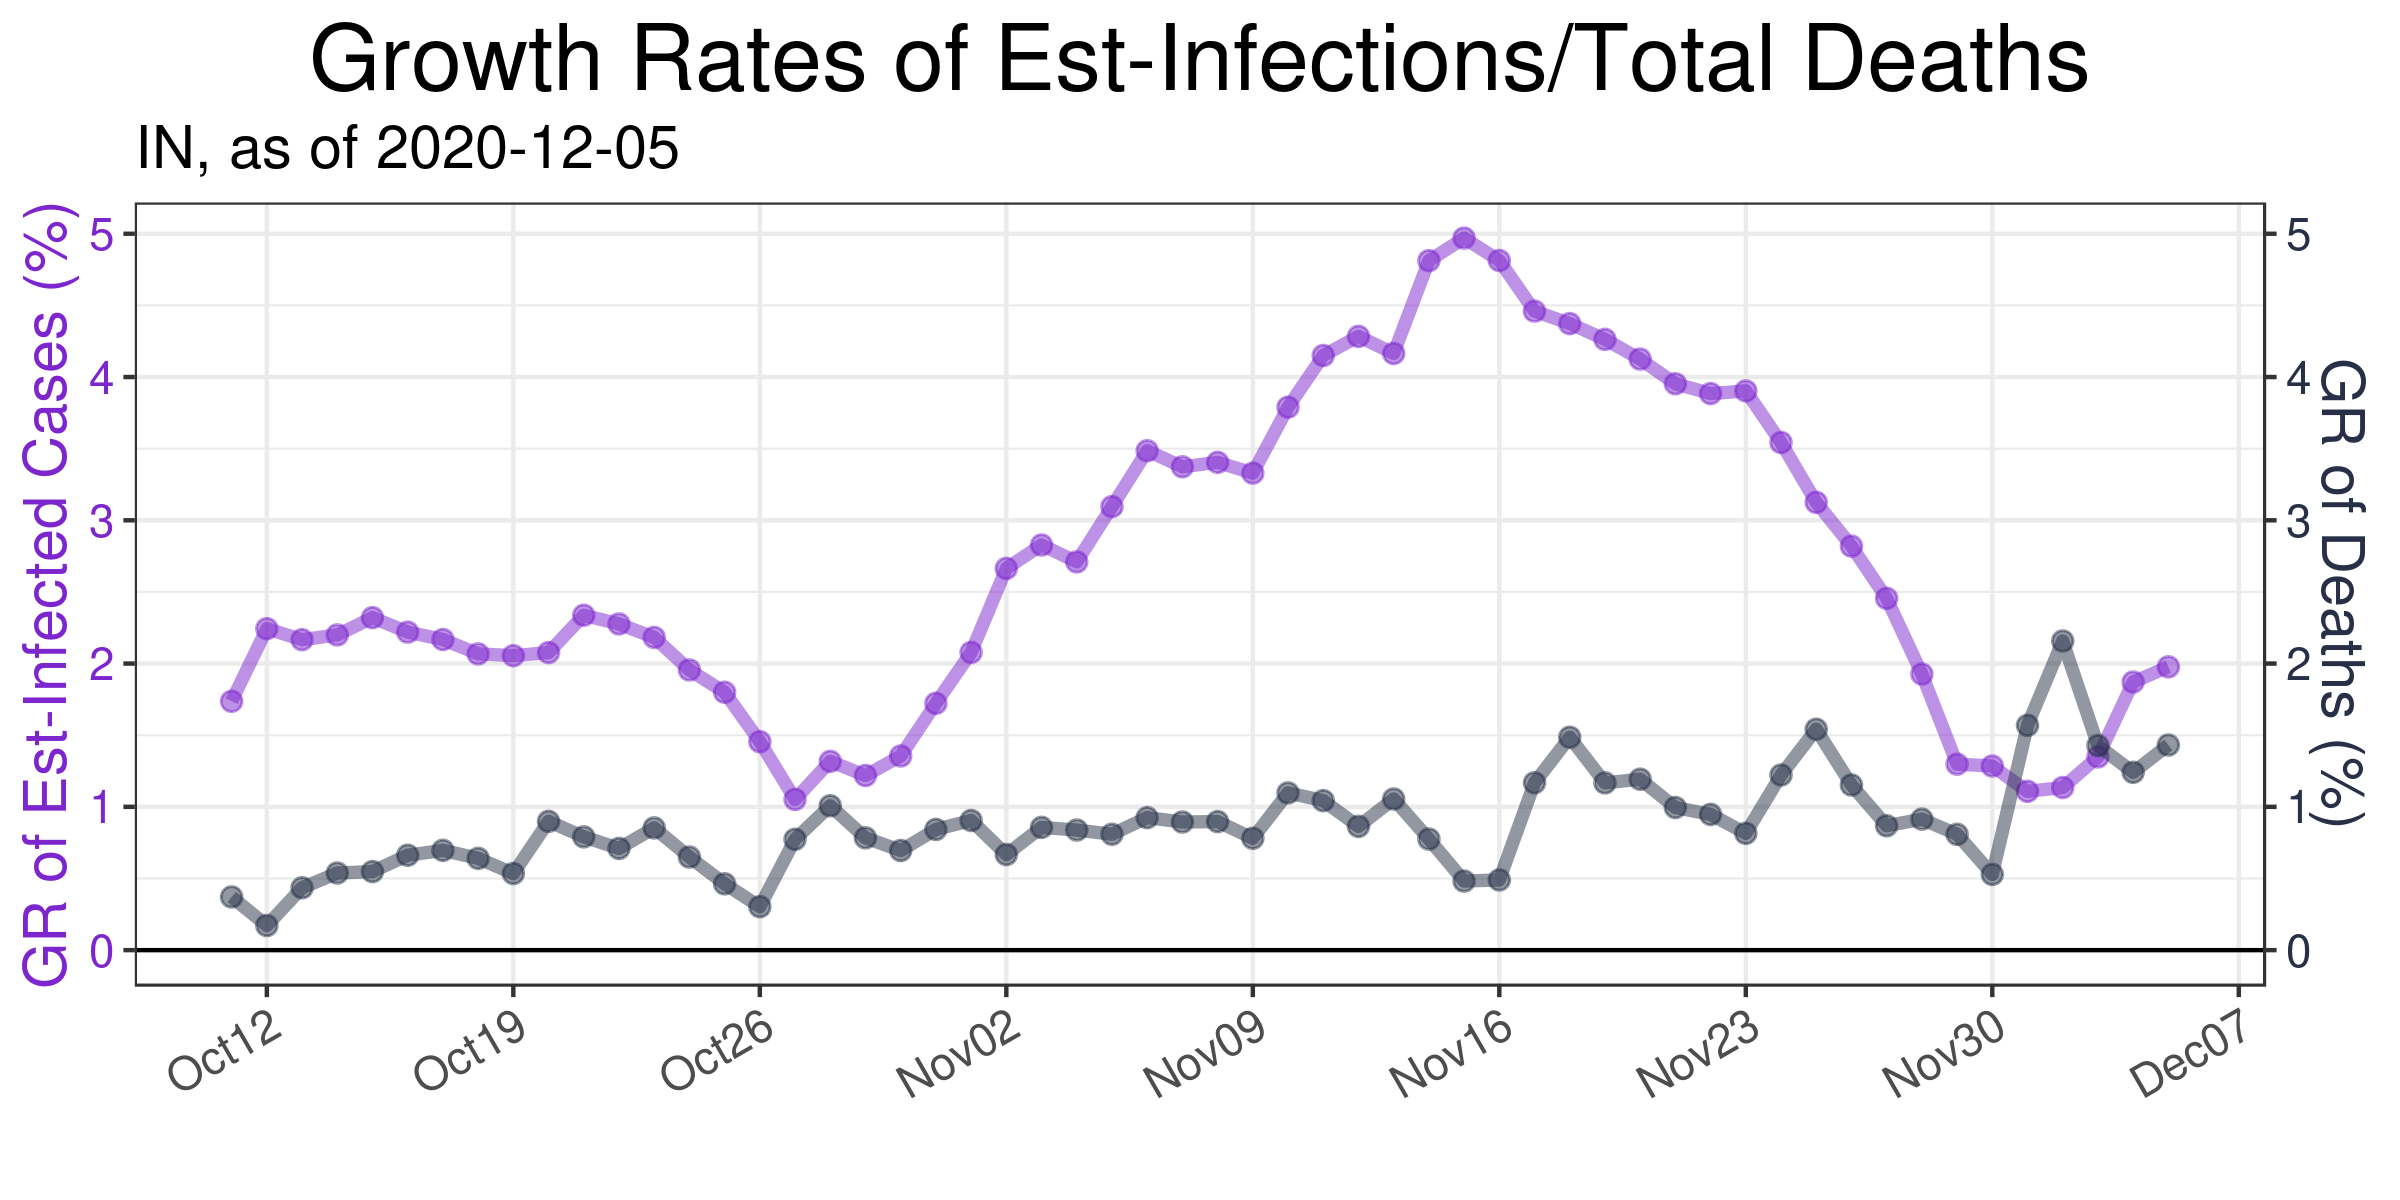 Growth Rates of Est-Infections/Total Deaths
IN, as of 2020-12-05
GR of Est-Infected Cases (%)
5
4
3
2
1
0
5
4
3
2
1
0
GR of Deaths (%)
Oct12
Oct19
Oct26
Nov02
Nov09
Nov16
Nov23
Nov30
Dec07